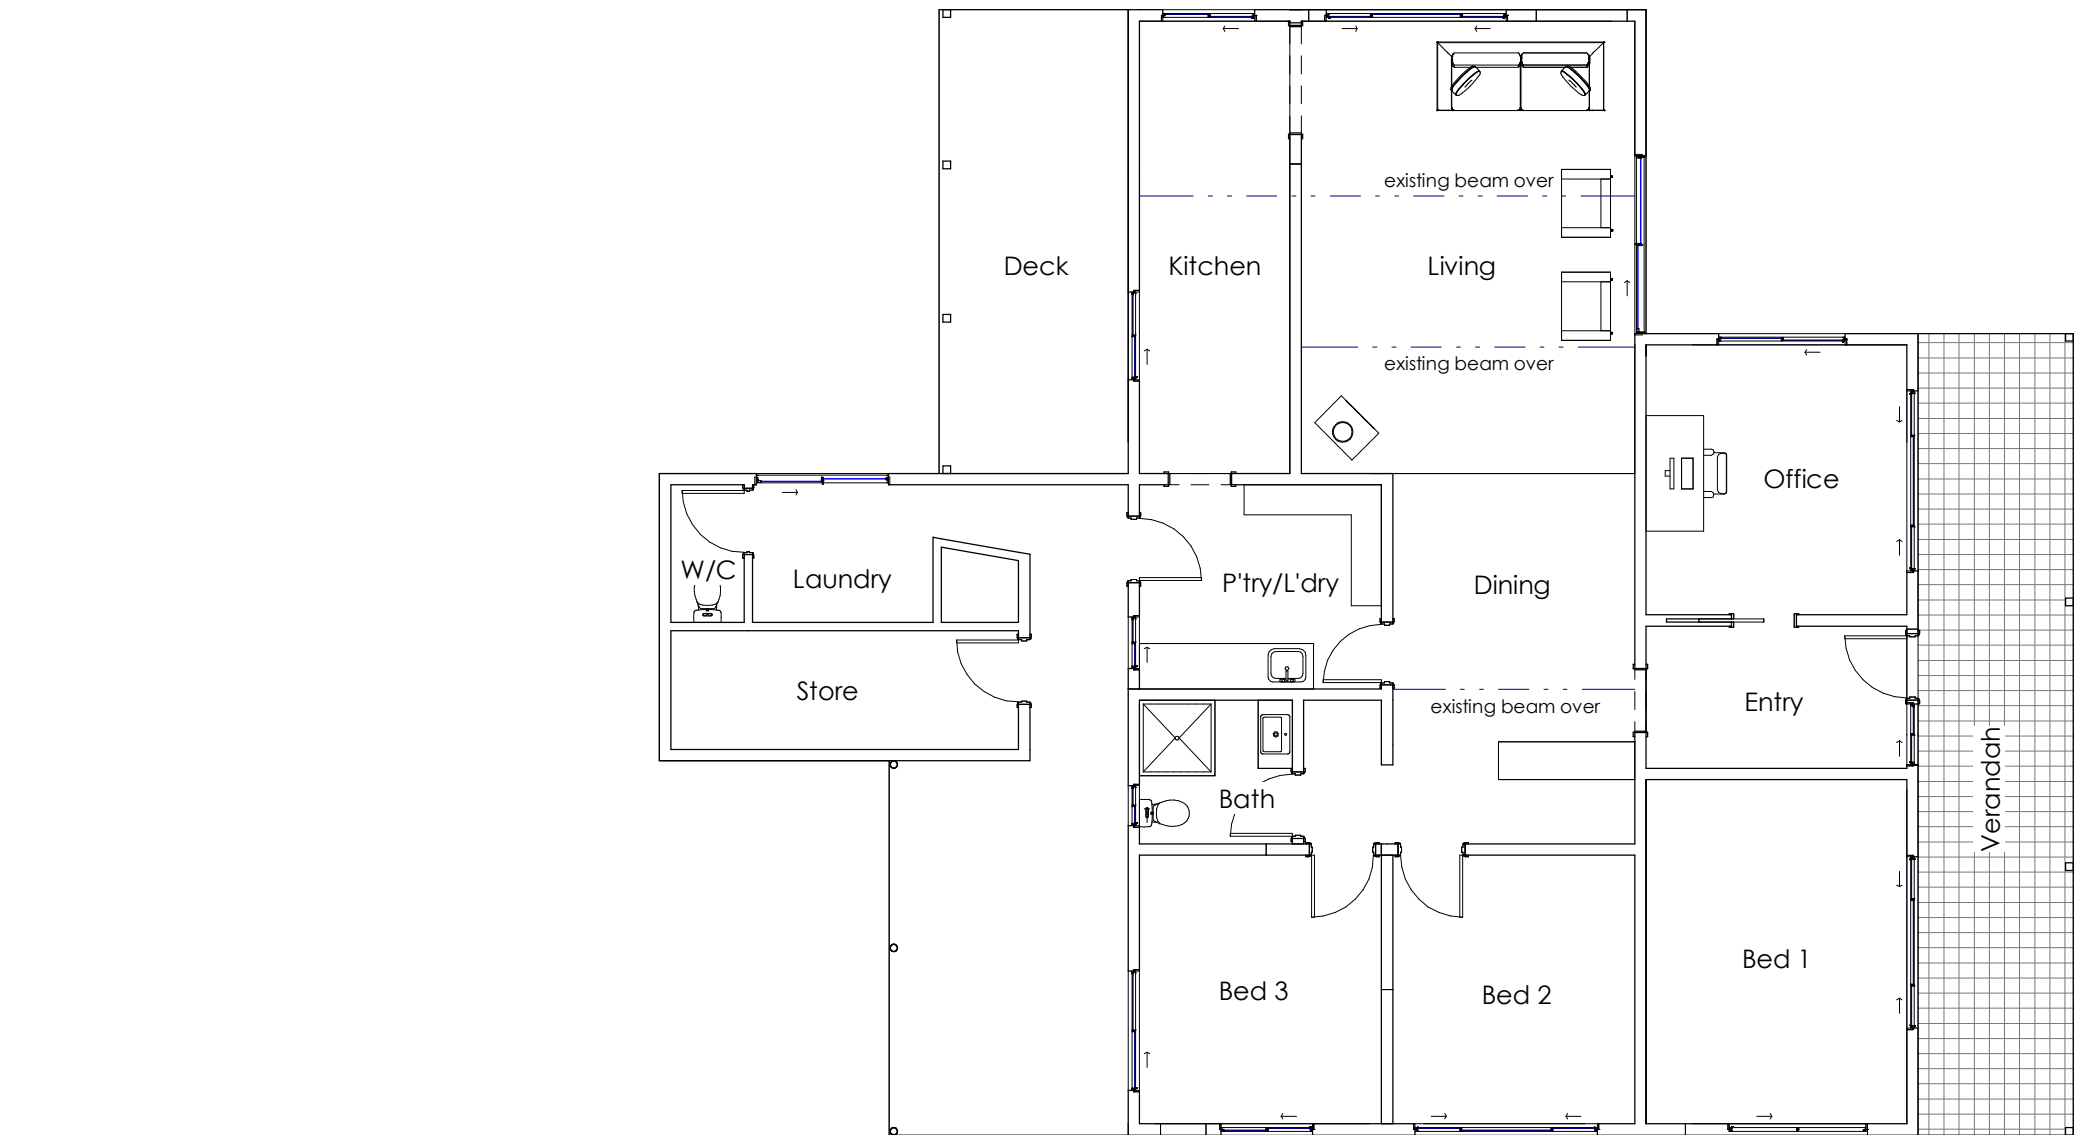 existing beam over
Deck
Kitchen
Living
existing beam over
Office
W/C
Laundry
P'try/L'dry
Dining
Store
existing beam over
Entry
Verandah
Bath
Bed 1
Bed 3
Bed 2